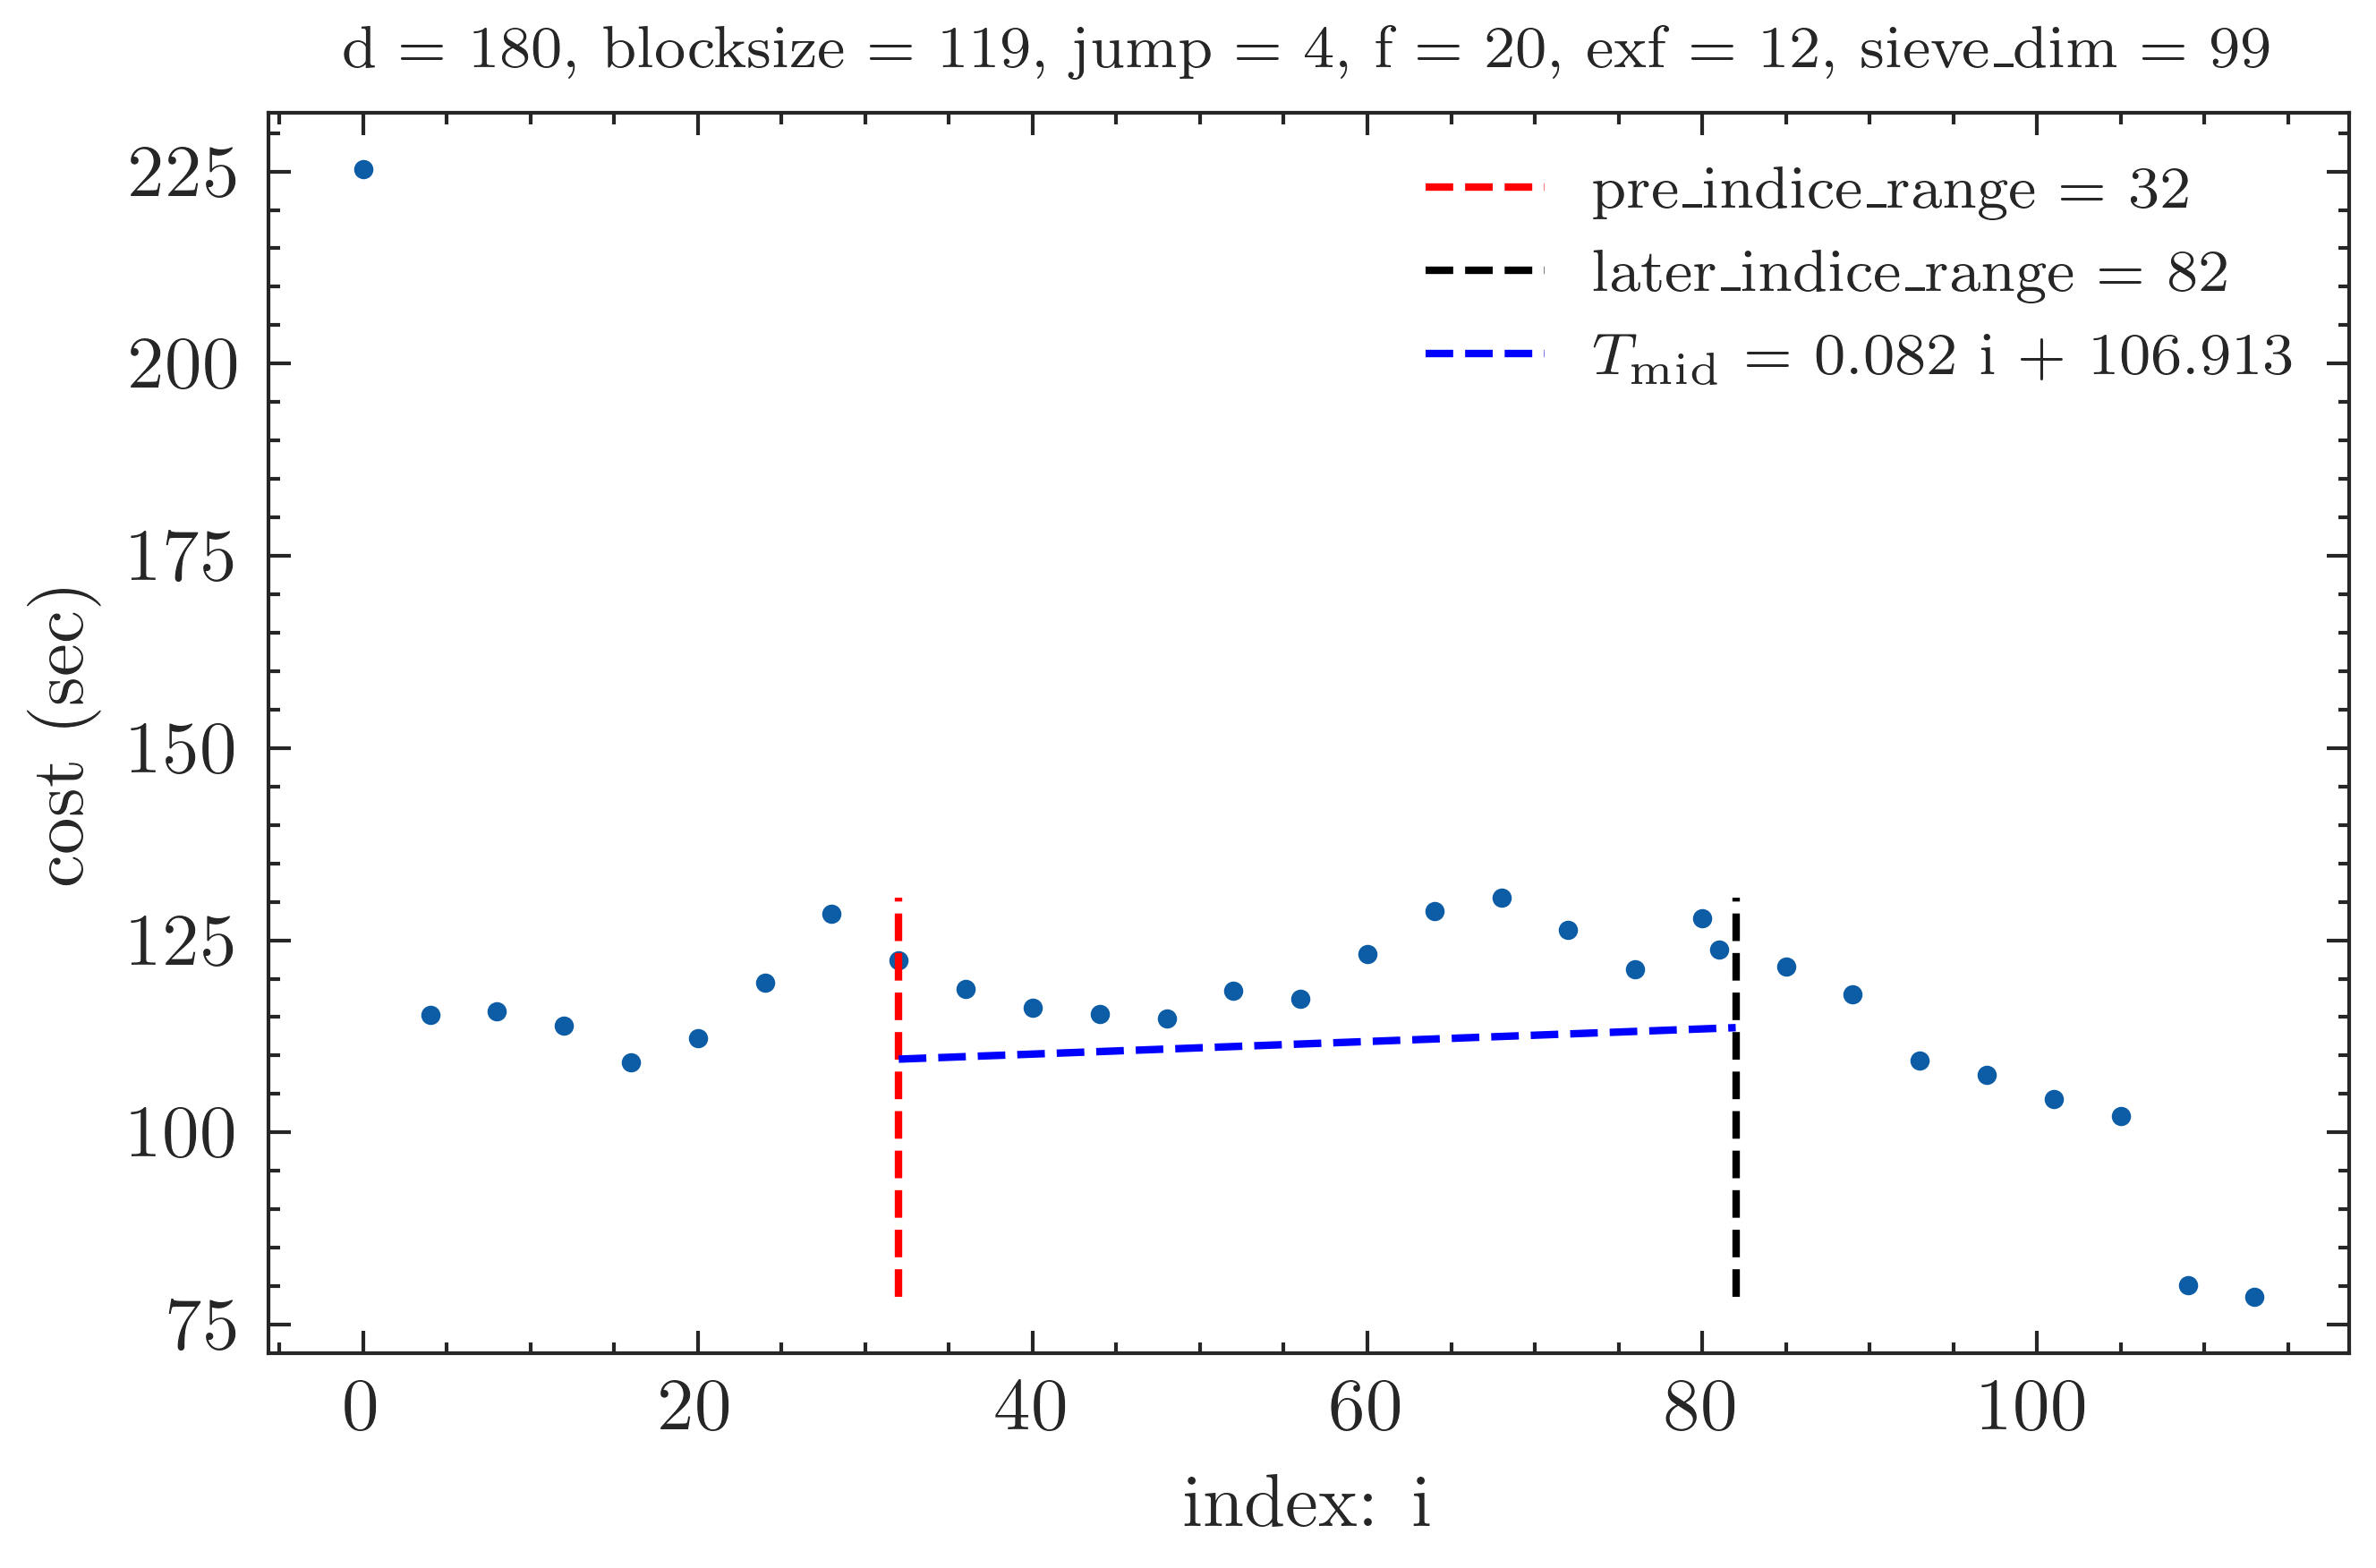 d = 180, blocksize = 119, jump = 4, f = 20, exf = 12, sieve_dim = 99
pre_indice_range = 32
later_indice_range = 82
T_mid = 0.082 i + 106.913
cost (sec)
225
200
175
150
125
100
75
0 20 40 60 80 100
index: i